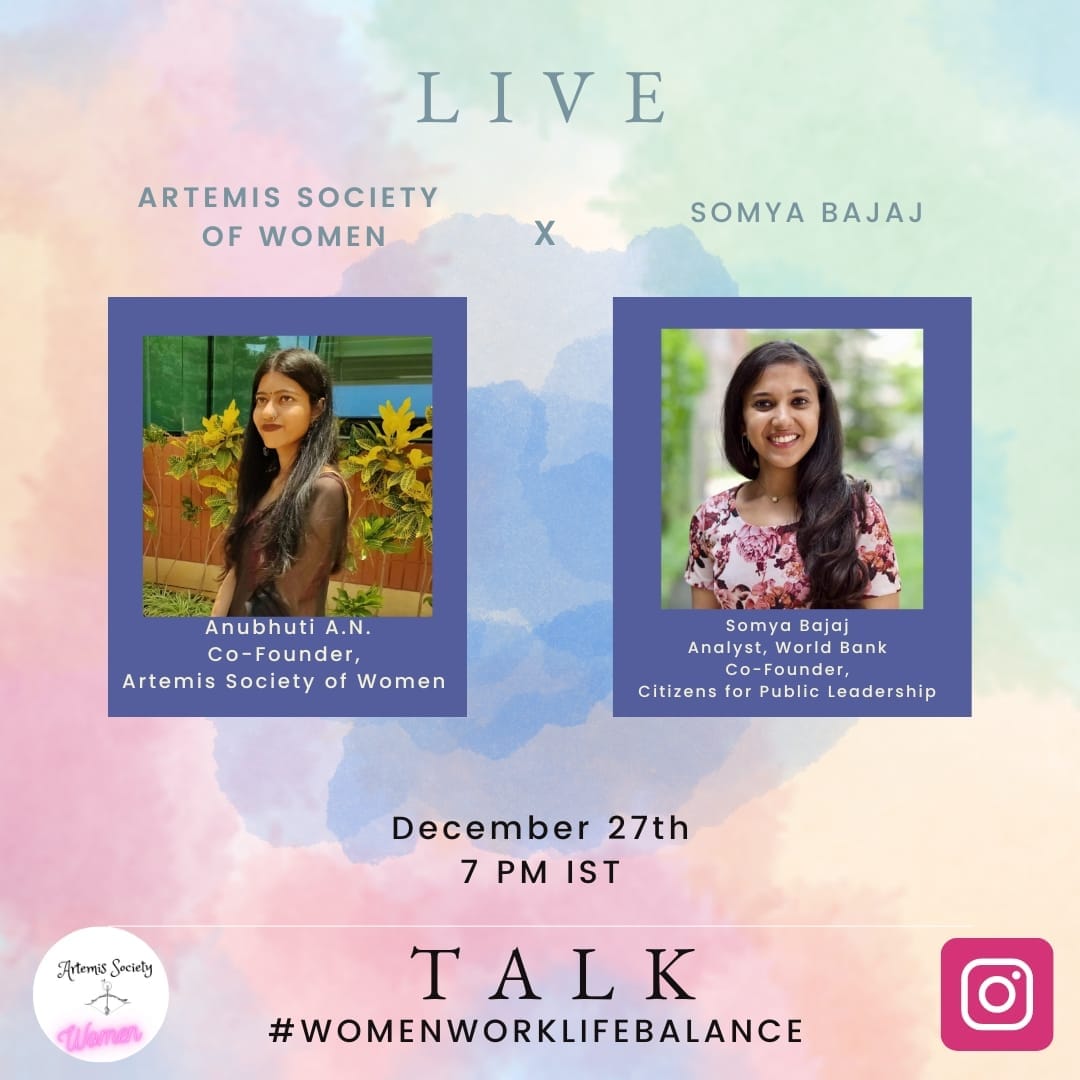 LIVE
ARTEMIS SOCIETY
OF WOMEN
X
SOMYA BAJAJ
Anubhuti A.N.
Co-Founder,
Artemis Society of Women
Somya Bajaj
Analyst, World Bank
Co-Founder,
Citizens for Public Leadership
December 27th
7 PM IST
TALK
#WOMENWORKLIFEBALANCE
Artemis Society
Women